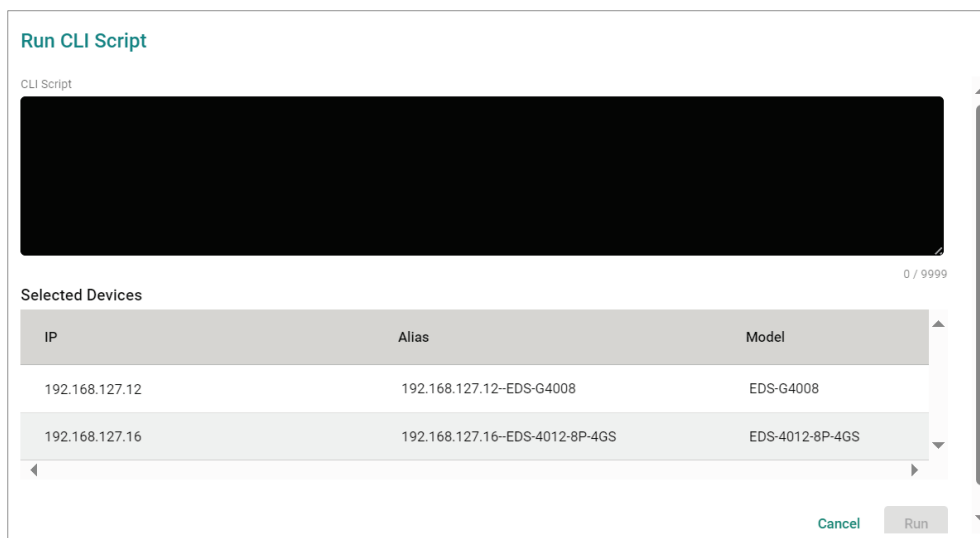 Run CLI Script
CLI Script
0 / 9999
Selected Devices
IP Alias Model
192.168.127.12 192.168.127.12--EDS-G4008 EDS-G4008
192.168.127.16 192.168.127.16--EDS-4012-8P-4GS EDS-4012-8P-4GS
Cancel Run